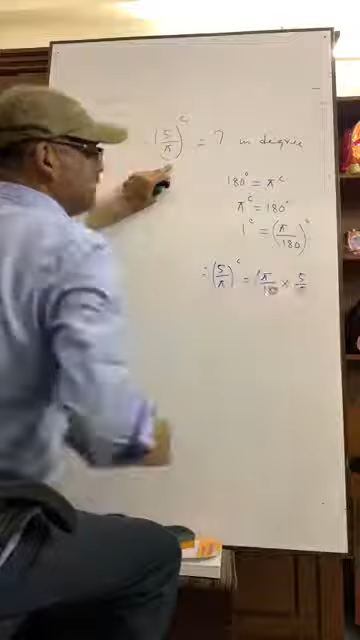 (5/π)^c = ? in degree
180° = π^c
π^c = 180°
1^c = (π/180)^c
∴ (5/π)^c = π/180 × 5/